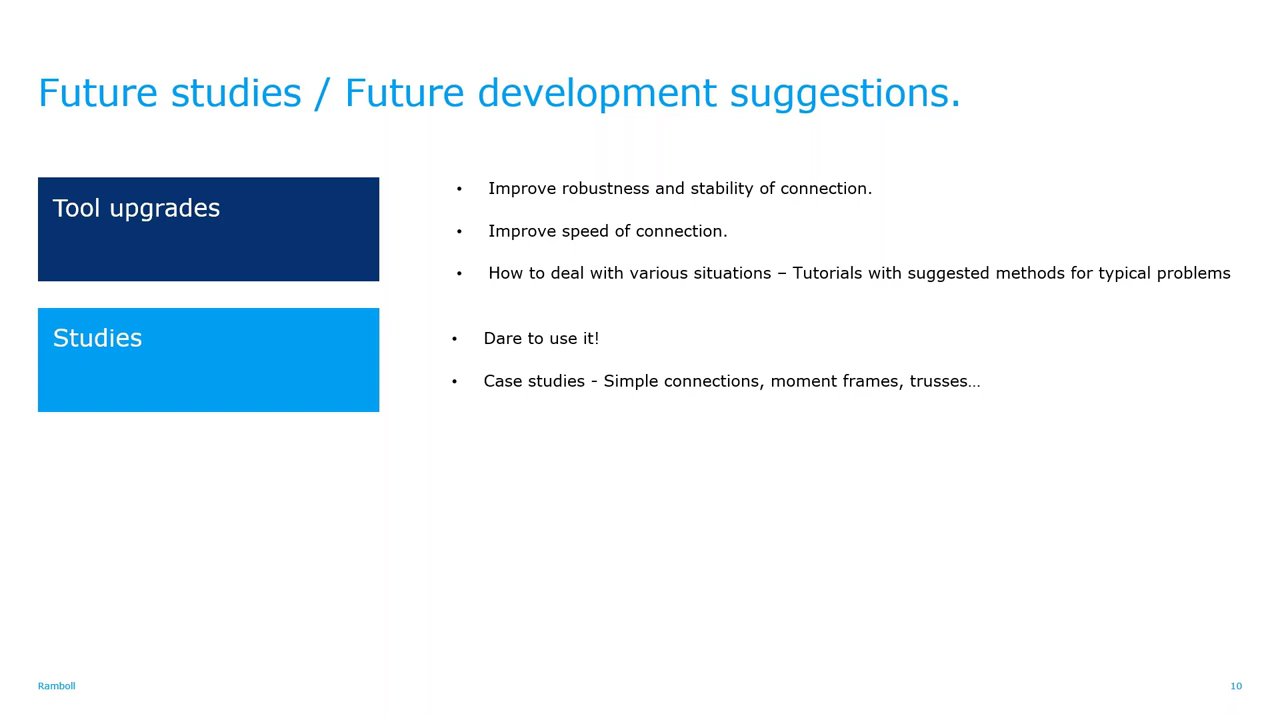 Future studies / Future development suggestions.
Tool upgrades
• Improve robustness and stability of connection.
• Improve speed of connection.
• How to deal with various situations – Tutorials with suggested methods for typical problems
Studies
• Dare to use it!
• Case studies - Simple connections, moment frames, trusses…
Ramboll
10